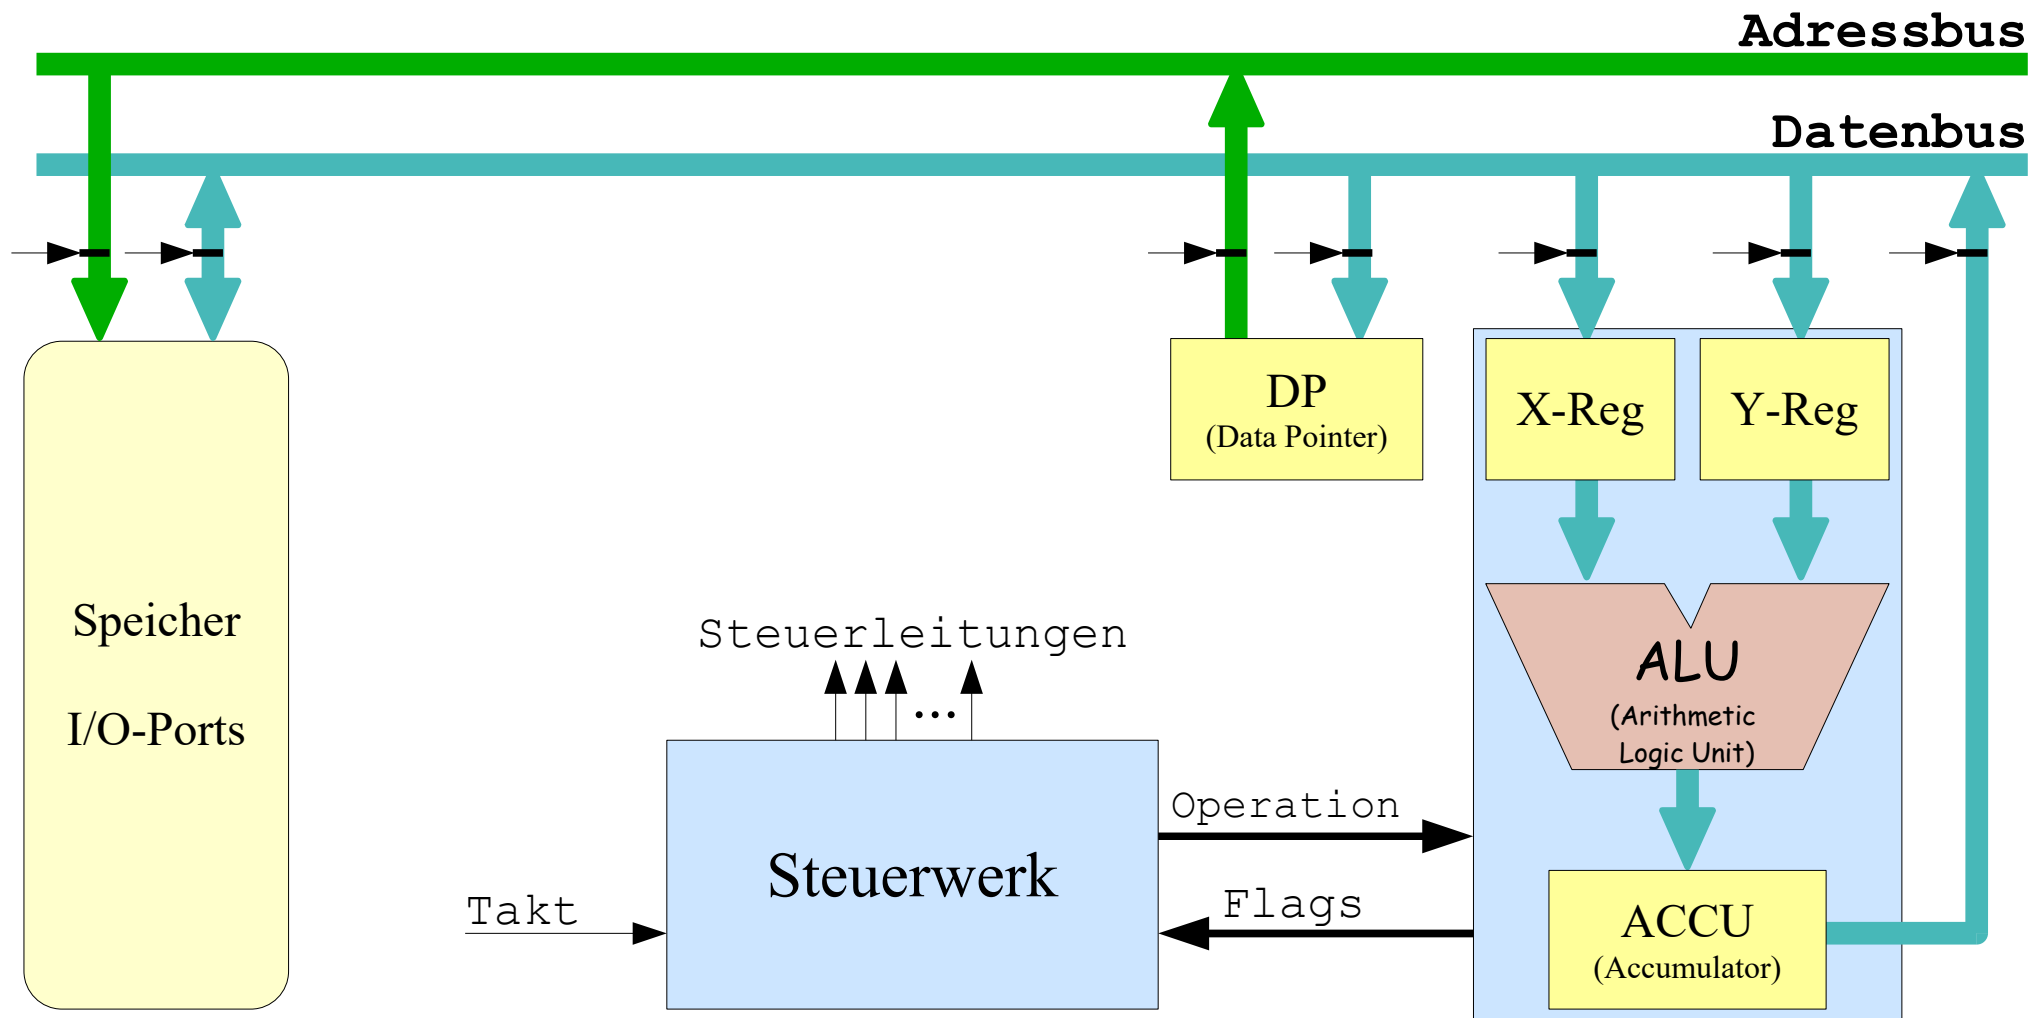 Adressbus
Datenbus
DP
(Data Pointer)
X-Reg
Y-Reg
Speicher
I/O-Ports
Steuerleitungen
...
ALU
(Arithmetic
Logic Unit)
Operation
Steuerwerk
Takt
Flags
ACCU
(Accumulator)